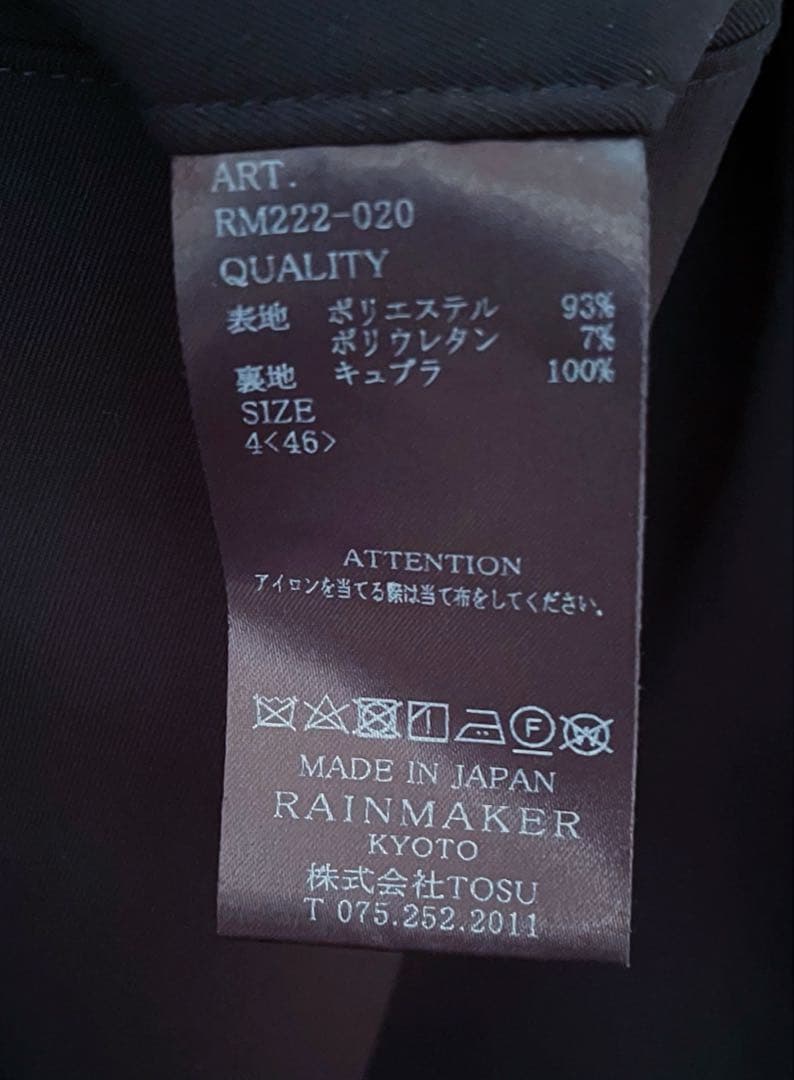 ART.
RM222-020
QUALITY
表地 ポリエステル 93%
ポリウレタン 7%
裏地 キュプラ 100%
SIZE
4<46>
ATTENTION
アイロンを当てる際は当て布をしてください。
F W
MADE IN JAPAN
RAINMAKER
KYOTO
株式会社TOSU
T 075.252.2011